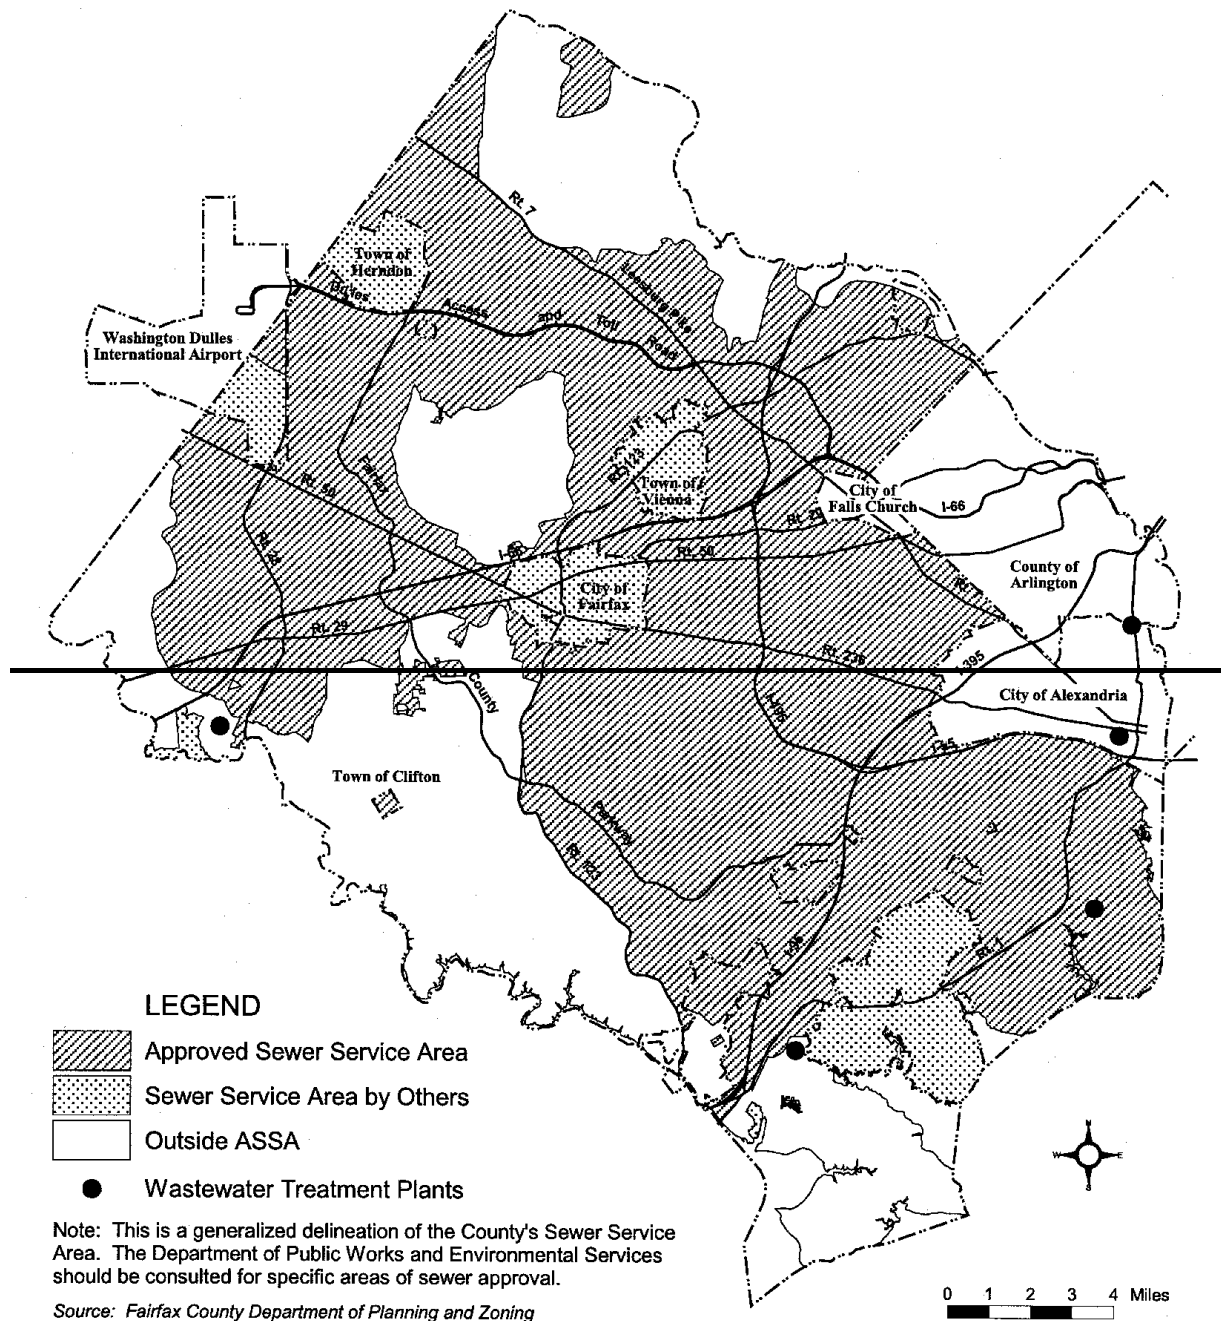 Rt. 7
Town of
Herndon
Leesburg Pike
Dulles
Access
and
Toll
Road
Washington Dulles
International Airport
Rt. 123
Town of
Vienna
City of
Falls Church
I-66
Fairfax
Rt. 50
Rt. 29
Rt. 50
I-66
Rt. 28
County of
Arlington
City of
Fairfax
Rt. 7
Rt. 29
Rt. 236
I-395
County
City of Alexandria
I-495
I-95
Town of Clifton
Parkway
Rt. 123
I-95
Rt. 1
LEGEND
Approved Sewer Service Area
Sewer Service Area by Others
Outside ASSA
Wastewater Treatment Plants
N
W
E
S
Note: This is a generalized delineation of the County's Sewer Service
Area. The Department of Public Works and Environmental Services
should be consulted for specific areas of sewer approval.
Source: Fairfax County Department of Planning and Zoning
0 1 2 3 4 Miles